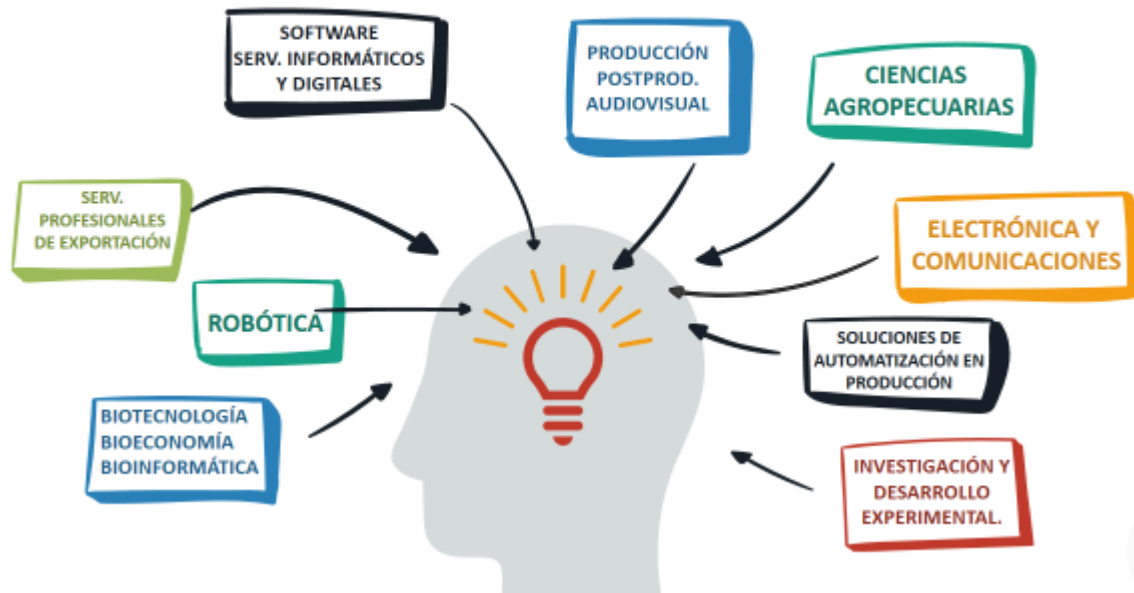 SOFTWARE
SERV. INFORMÁTICOS
Y DIGITALES
PRODUCCIÓN
POSTPROD.
AUDIOVISUAL
CIENCIAS
AGROPECUARIAS
SERV.
PROFESIONALES
DE EXPORTACIÓN
ELECTRÓNICA Y
COMUNICACIONES
ROBÓTICA
SOLUCIONES DE
AUTOMATIZACIÓN EN
PRODUCCIÓN
BIOTECNOLOGÍA
BIOECONOMÍA
BIOINFORMÁTICA
INVESTIGACIÓN Y
DESARROLLO
EXPERIMENTAL.